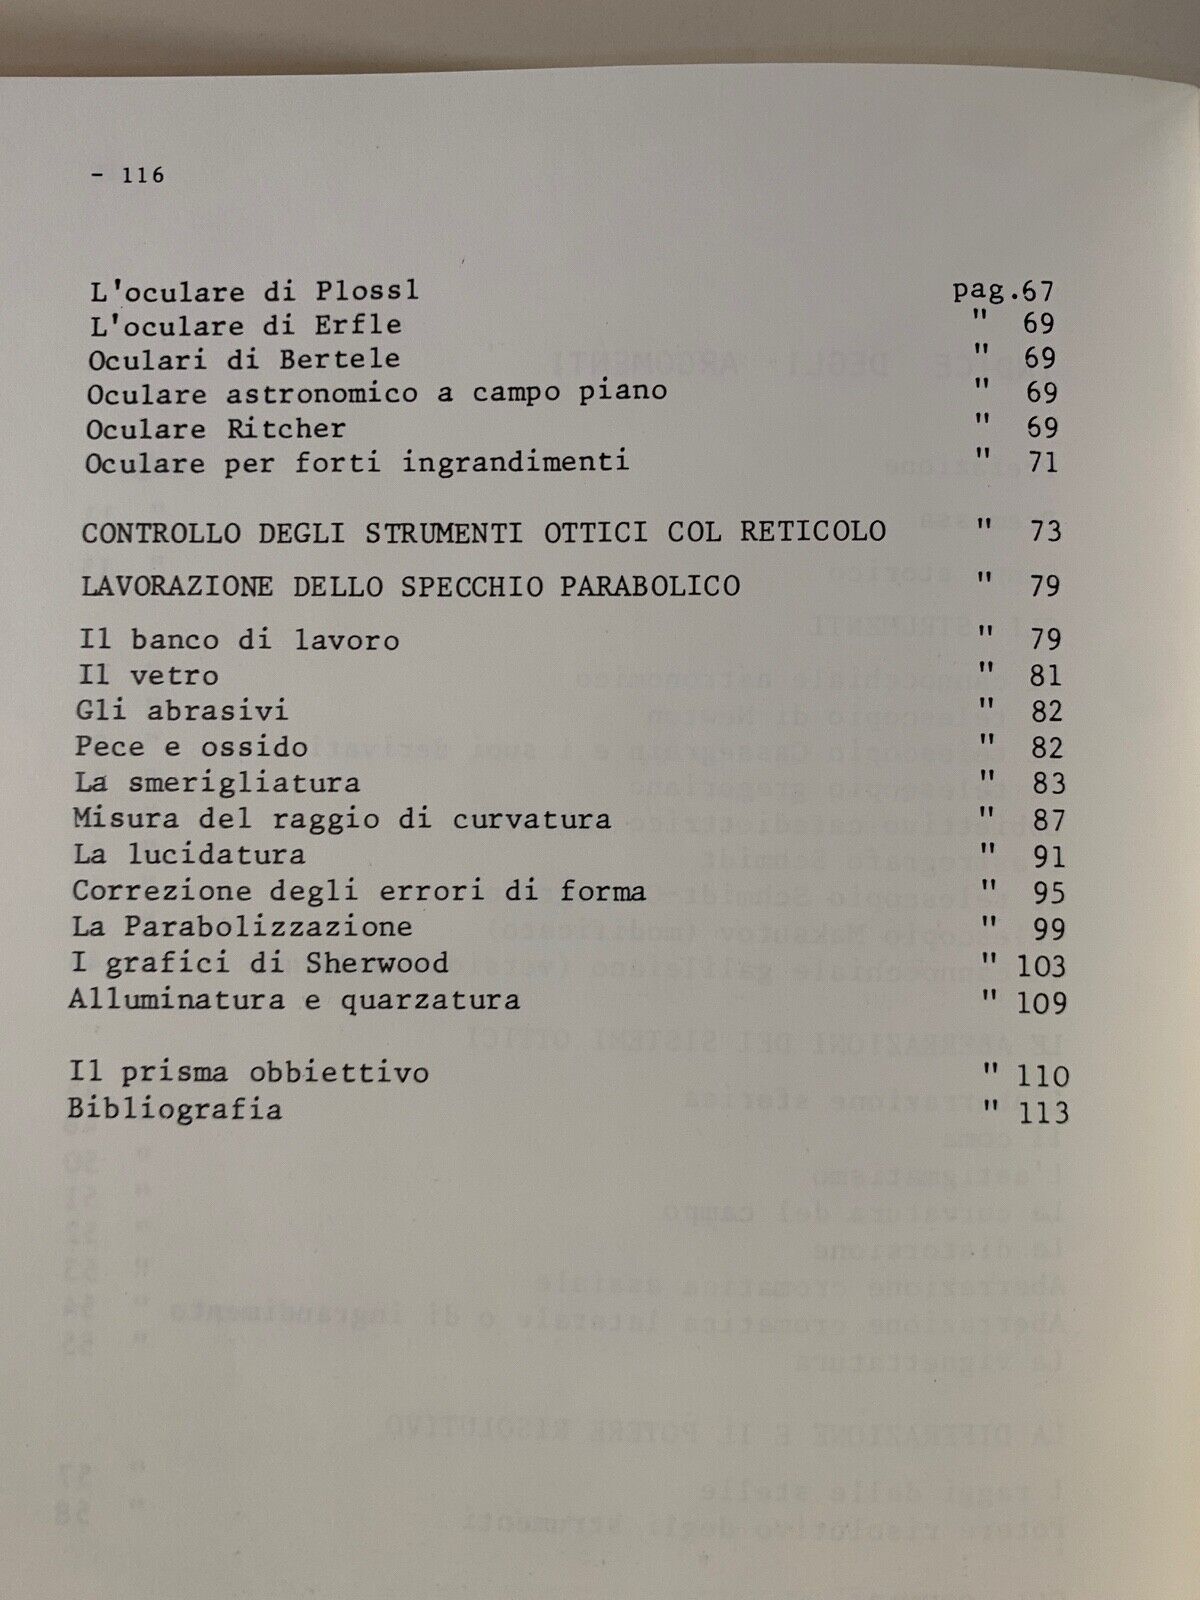 - 116
L'oculare di Plossl pag.67
L'oculare di Erfle " 69
Oculari di Bertele " 69
Oculare astronomico a campo piano " 69
Oculare Ritcher " 69
Oculare per forti ingrandimenti " 71
CONTROLLO DEGLI STRUMENTI OTTICI COL RETICOLO " 73
LAVORAZIONE DELLO SPECCHIO PARABOLICO " 79
Il banco di lavoro " 79
Il vetro " 81
Gli abrasivi " 82
Pece e ossido " 82
La smerigliatura " 83
Misura del raggio di curvatura " 87
La lucidatura " 91
Correzione degli errori di forma " 95
La Parabolizzazione " 99
I grafici di Sherwood " 103
Alluminatura e quarzatura " 109
Il prisma obbiettivo " 110
Bibliografia " 113